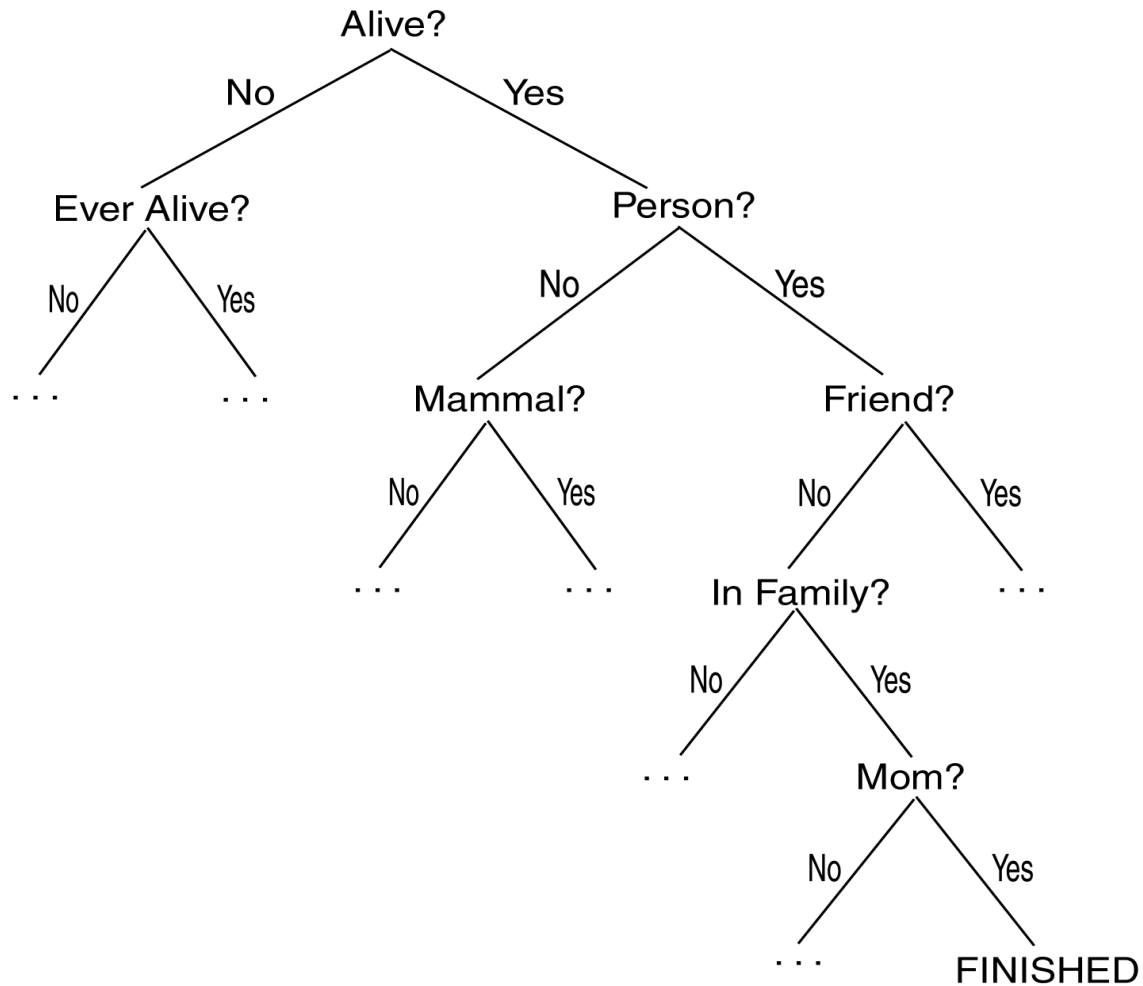 Alive?
No Yes
Ever Alive? Person?
No Yes No Yes
. . . . . . Mammal? Friend?
No Yes No Yes
. . . . . . In Family? . . .
No Yes
. . . Mom?
No Yes
. . . FINISHED